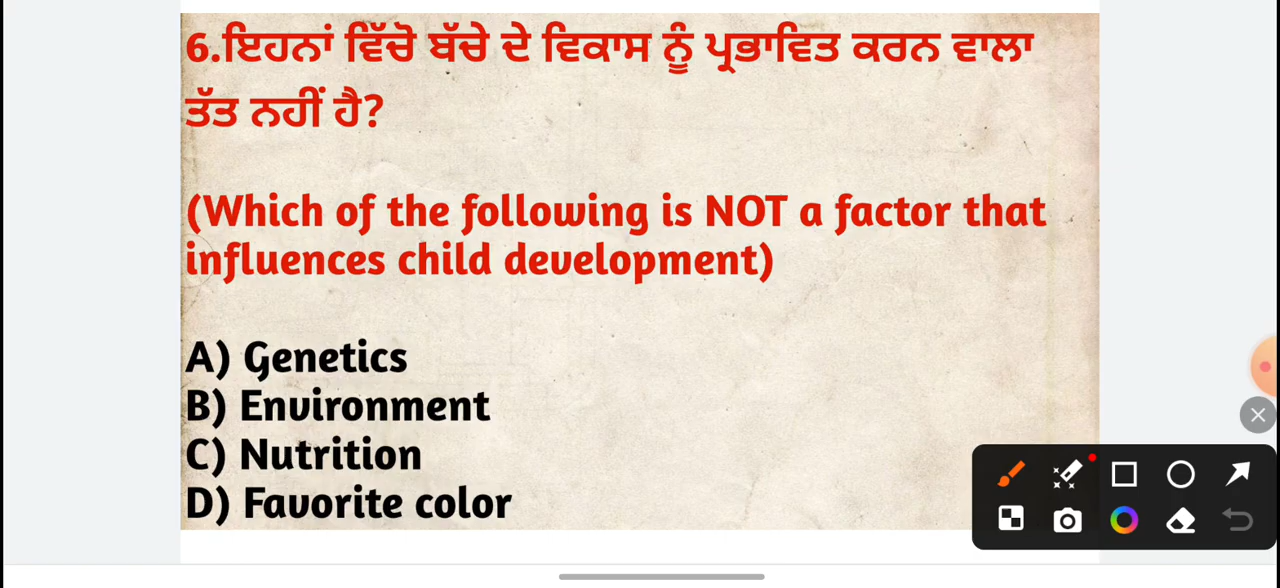 6.ਇਹਨਾਂ ਵਿੱਚੋ ਬੱਚੇ ਦੇ ਵਿਕਾਸ ਨੂੰ ਪ੍ਰਭਾਵਿਤ ਕਰਨ ਵਾਲਾ
ਤੱਤ ਨਹੀਂ ਹੈ?
(Which of the following is NOT a factor that
influences child development)
A) Genetics
B) Environment
C) Nutrition
D) Favorite color